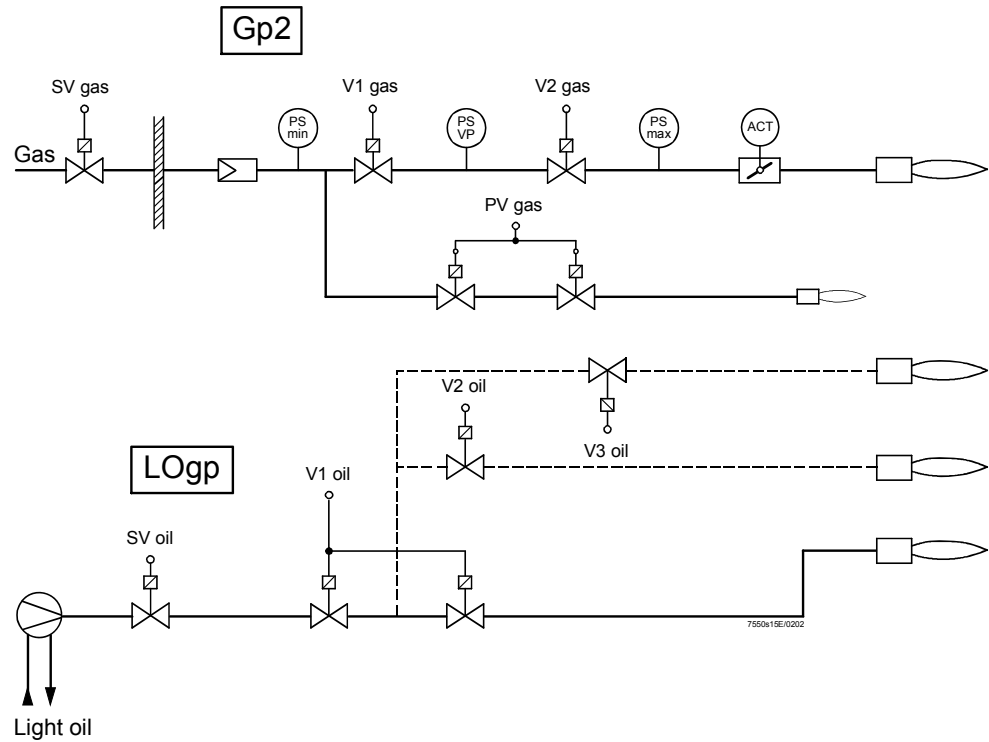 Gp2
SV gas
V1 gas
V2 gas
PS min
PS VP
PS max
ACT
Gas
PV gas
V2 oil
V3 oil
LOgp
V1 oil
SV oil
7550s15E/0202
Light oil